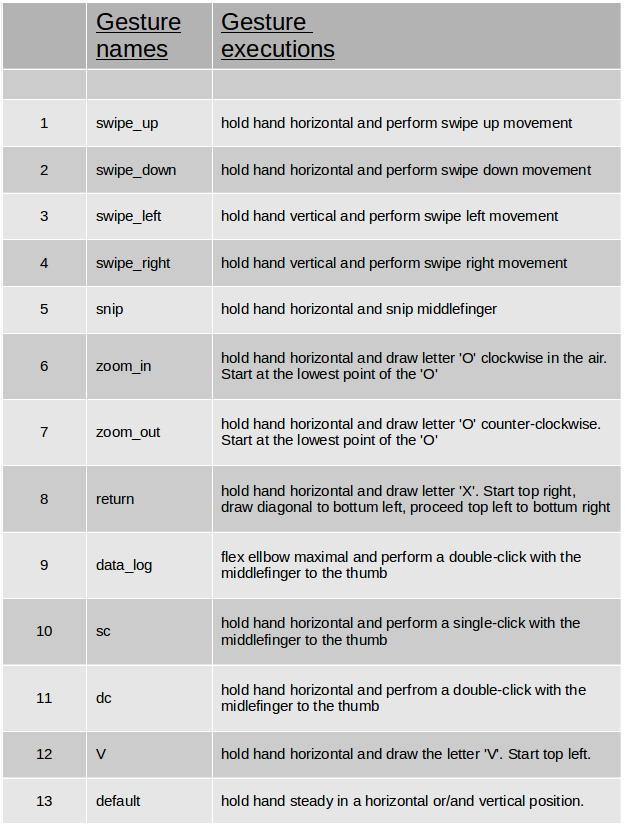 Gesture names Gesture executions
1 swipe_up hold hand horizontal and perform swipe up movement
2 swipe_down hold hand horizontal and perform swipe down movement
3 swipe_left hold hand vertical and perform swipe left movement
4 swipe_right hold hand vertical and perform swipe right movement
5 snip hold hand horizontal and snip middlefinger
6 zoom_in hold hand horizontal and draw letter 'O' clockwise in the air.
Start at the lowest point of the 'O'
7 zoom_out hold hand horizontal and draw letter 'O' counter-clockwise.
Start at the lowest point of the 'O'
8 return hold hand horizontal and draw letter 'X'. Start top right,
draw diagonal to bottum left, proceed top left to bottum right
9 data_log flex ellbow maximal and perform a double-click with the
middlefinger to the thumb
10 sc hold hand horizontal and perform a single-click with the
middlefinger to the thumb
11 dc hold hand horizontal and perfrom a double-click with the
midlefinger to the thumb
12 V hold hand horizontal and draw the letter 'V'. Start top left.
13 default hold hand steady in a horizontal or/and vertical position.